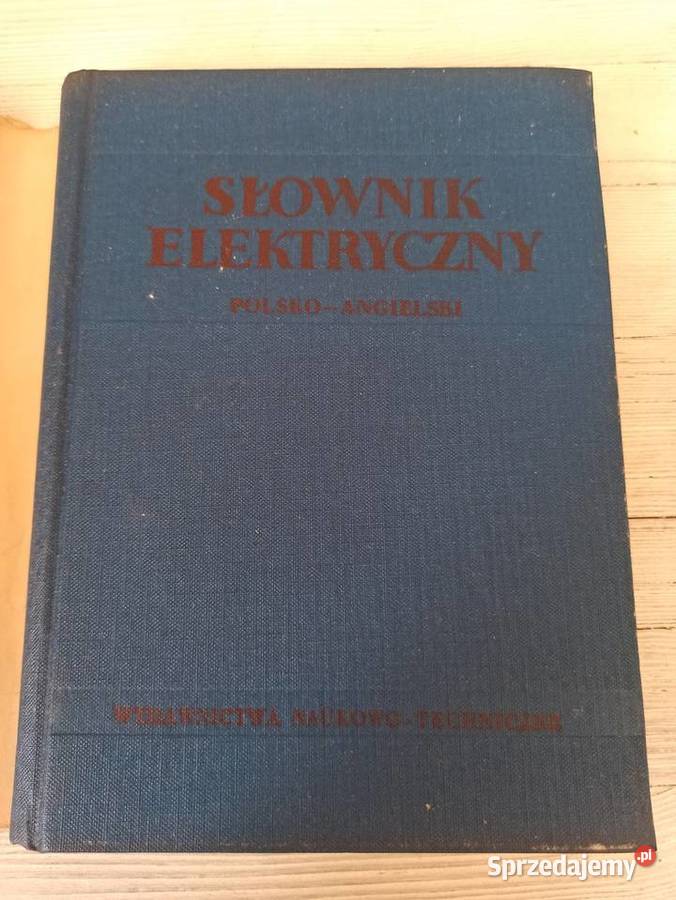 SŁOWNIK
ELEKTRYCZNY
POLSKO-ANGIELSKI
WYDAWNICTWA NAUKOWO-TECHNICZNE
Sprzedajemy.pl